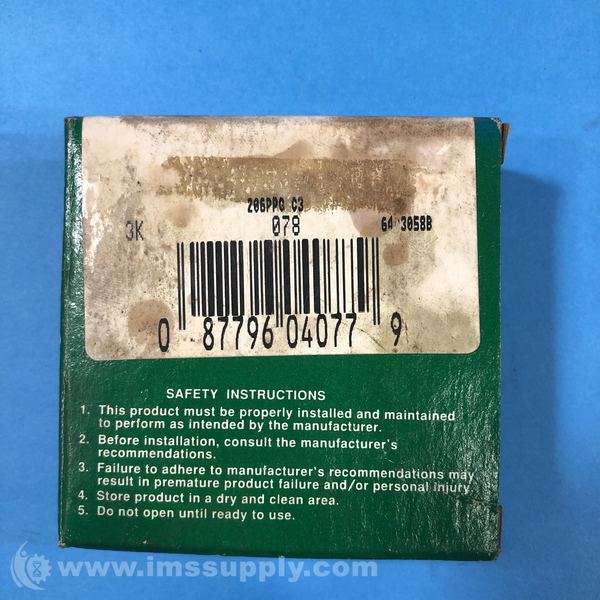 206PPG C3
3K 078 64 3058B
0 87796 04077 9
SAFETY INSTRUCTIONS
1. This product must be properly installed and maintained
to perform as intended by the manufacturer.
2. Before installation, consult the manufacturer's
recommendations.
3. Failure to adhere to manufacturer's recommendations may
result in premature product failure and/or personal injury
4. Store product in a dry and clean area.
5. Do not open until ready to use.
www.imssupply.com